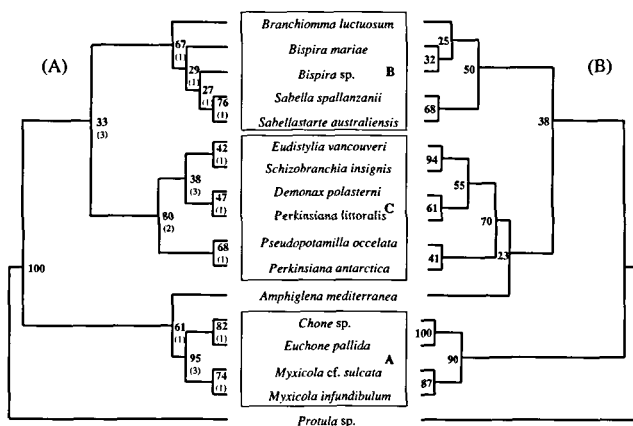 Branchiomma luctuosum
67
(1)
25
(A)
Bispira mariae
32
(B)
29
(1)
Bispira sp.
B
50
27
(1)
76
(1)
Sabella spallanzanii
68
33
(3)
Sabellastarte australiensis
38
42
(1)
Eudistylia vancouveri
94
Schizobranchia insignis
38
(3)
55
47
(1)
Demonax polasterni
C
61
Perkinsiana littoralis
80
(2)
70
68
(1)
Pseudopotamilla occelata
41
23
Perkinsiana antarctica
100
Amphiglena mediterranea
61
(1)
82
(1)
Chone sp.
100
Euchone pallida
95
(3)
A
90
74
(1)
Myxicola cf. sulcata
87
Myxicola infundibulum
Protula sp.